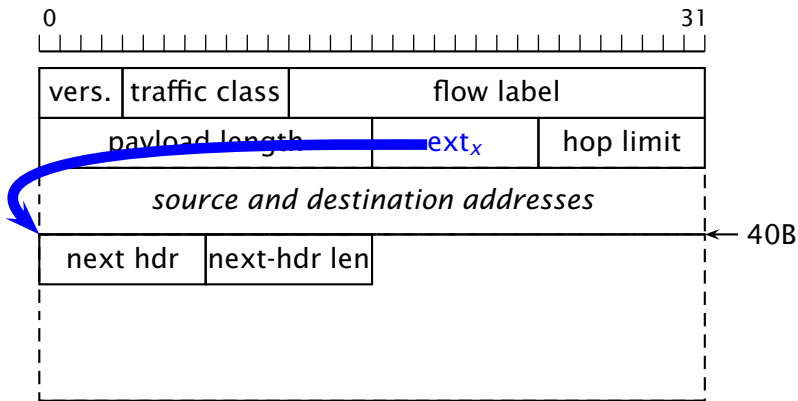 0 31
vers. traffic class flow label
payload length extₓ hop limit
source and destination addresses
40B
next hdr next-hdr len